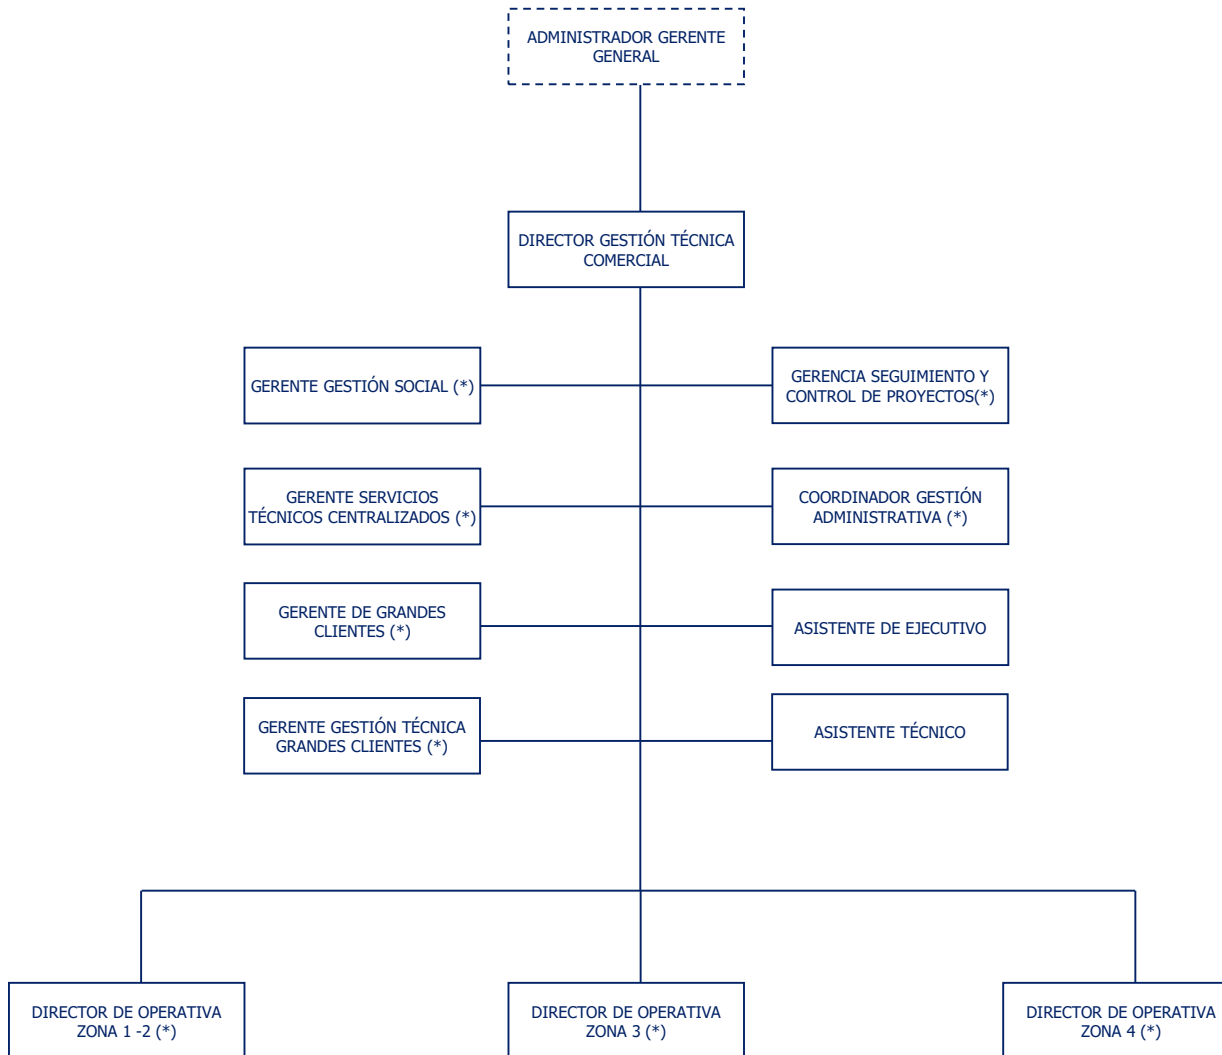 ADMINISTRADOR GERENTE
GENERAL
DIRECTOR GESTIÓN TÉCNICA
COMERCIAL
GERENTE GESTIÓN SOCIAL (*)
GERENCIA SEGUIMIENTO Y
CONTROL DE PROYECTOS(*)
GERENTE SERVICIOS
TÉCNICOS CENTRALIZADOS (*)
COORDINADOR GESTIÓN
ADMINISTRATIVA (*)
GERENTE DE GRANDES
CLIENTES (*)
ASISTENTE DE EJECUTIVO
GERENTE GESTIÓN TÉCNICA
GRANDES CLIENTES (*)
ASISTENTE TÉCNICO
DIRECTOR DE OPERATIVA
ZONA 1 -2 (*)
DIRECTOR DE OPERATIVA
ZONA 3 (*)
DIRECTOR DE OPERATIVA
ZONA 4 (*)